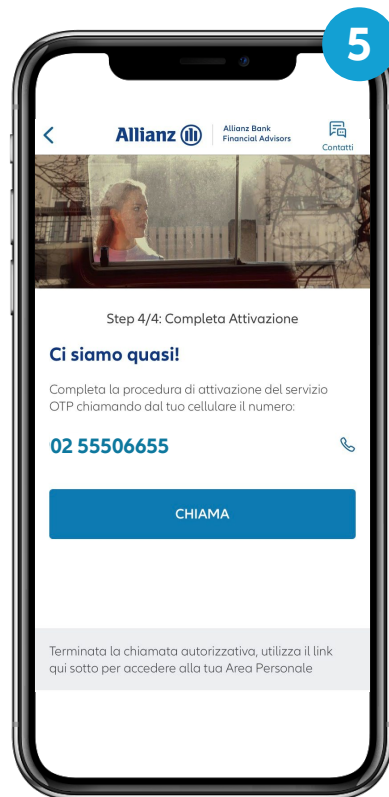 5
Allianz
Allianz Bank
Financial Advisors
Contatti
Step 4/4: Completa Attivazione
Ci siamo quasi!
Completa la procedura di attivazione del servizio
OTP chiamando dal tuo cellulare il numero:
02 55506655
CHIAMA
Terminata la chiamata autorizzativa, utilizza il link
qui sotto per accedere alla tua Area Personale